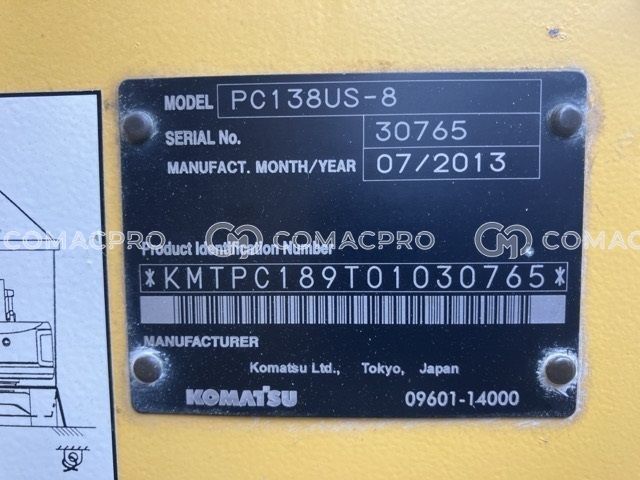 MODEL PC138US-8
SERIAL No. 30765
MANUFACT. MONTH/YEAR 07/2013
COMACPRO COMACPRO
Product Identification Number
*KMTPC189T01030765*
MANUFACTURER
Komatsu Ltd., Tokyo, Japan
KOMATSU 09601-14000